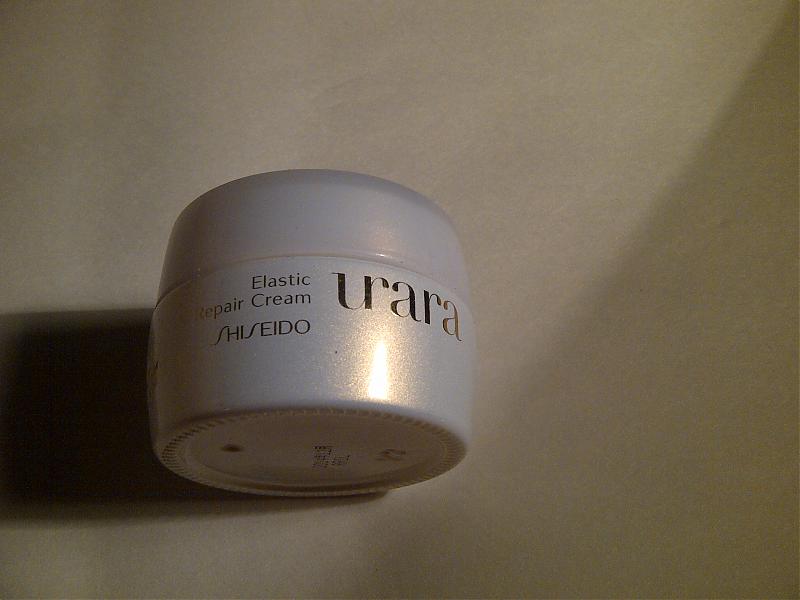 Elastic
Repair Cream
SHISEIDO
urara